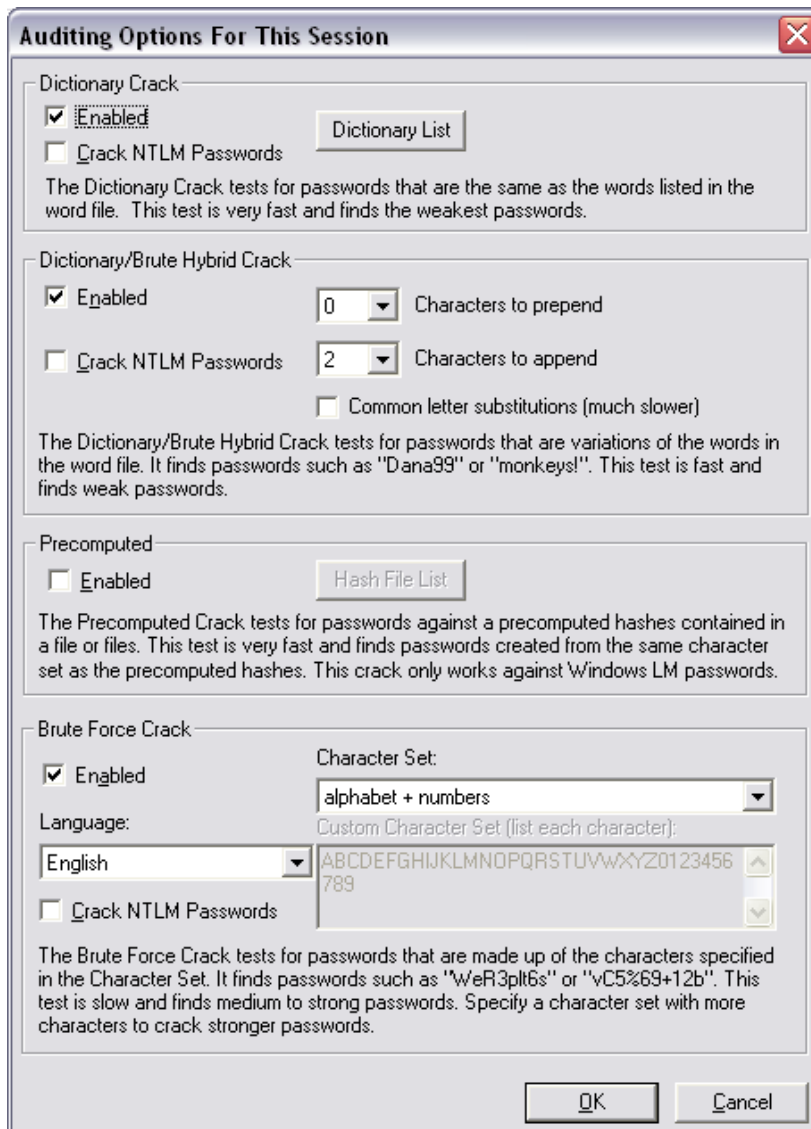 Auditing Options For This Session
Dictionary Crack
Enabled
Dictionary List
Crack NTLM Passwords
The Dictionary Crack tests for passwords that are the same as the words listed in the
word file. This test is very fast and finds the weakest passwords.
Dictionary/Brute Hybrid Crack
Enabled
0
Characters to prepend
Crack NTLM Passwords
2
Characters to append
Common letter substitutions (much slower)
The Dictionary/Brute Hybrid Crack tests for passwords that are variations of the words in
the word file. It finds passwords such as "Dana99" or "monkeys!". This test is fast and
finds weak passwords.
Precomputed
Enabled
Hash File List
The Precomputed Crack tests for passwords against a precomputed hashes contained in
a file or files. This test is very fast and finds passwords created from the same character
set as the precomputed hashes. This crack only works against Windows LM passwords.
Brute Force Crack
Enabled
Character Set:
alphabet + numbers
Language:
Custom Character Set (list each character):
English
ABCDEFGHIJKLMNOPQRSTUVWXYZ0123456
789
Crack NTLM Passwords
The Brute Force Crack tests for passwords that are made up of the characters specified
in the Character Set. It finds passwords such as "WeR3plt6s" or "vC5%69+12b". This
test is slow and finds medium to strong passwords. Specify a character set with more
characters to crack stronger passwords.
OK
Cancel